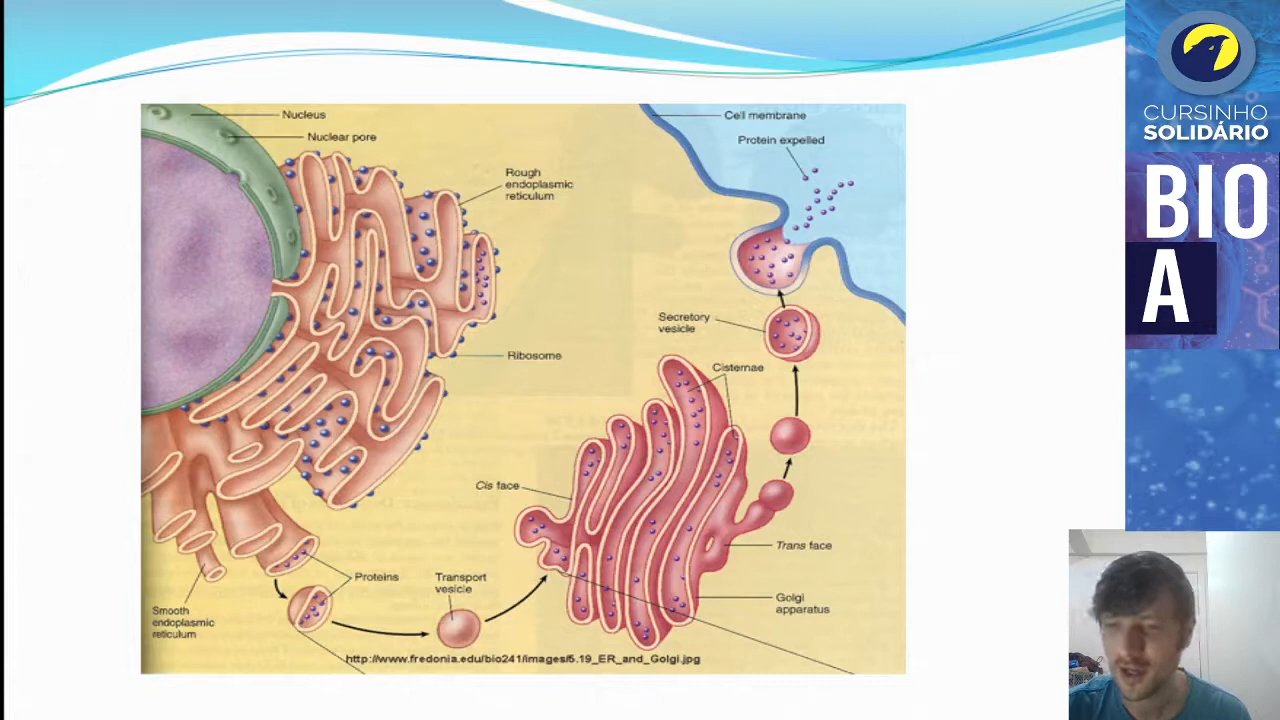 Nucleus
Nuclear pore
Rough
endoplasmic
reticulum
Ribosome
Cell membrane
Protein expelled
Secretory
vesicle
Cisternae
Cis face
Trans face
Golgi
apparatus
Proteins
Transport
vesicle
Smooth
endoplasmic
reticulum
http://www.fredonia.edu/bio241/images/5.19_ER_and_Golgi.jpg
CURSINHO
SOLIDÁRIO
BIO
A